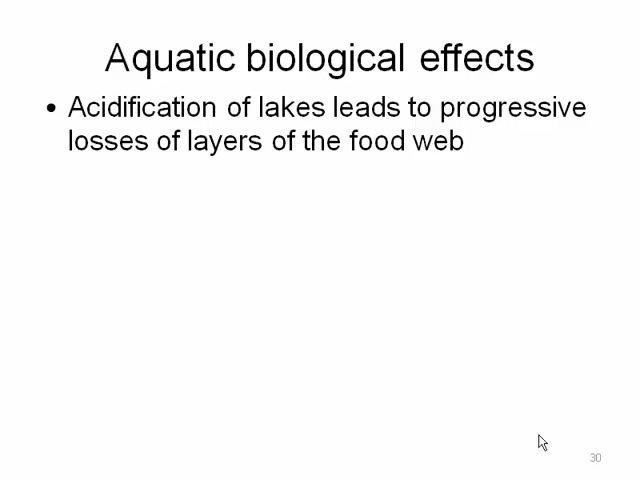 Aquatic biological effects
• Acidification of lakes leads to progressive
losses of layers of the food web
30